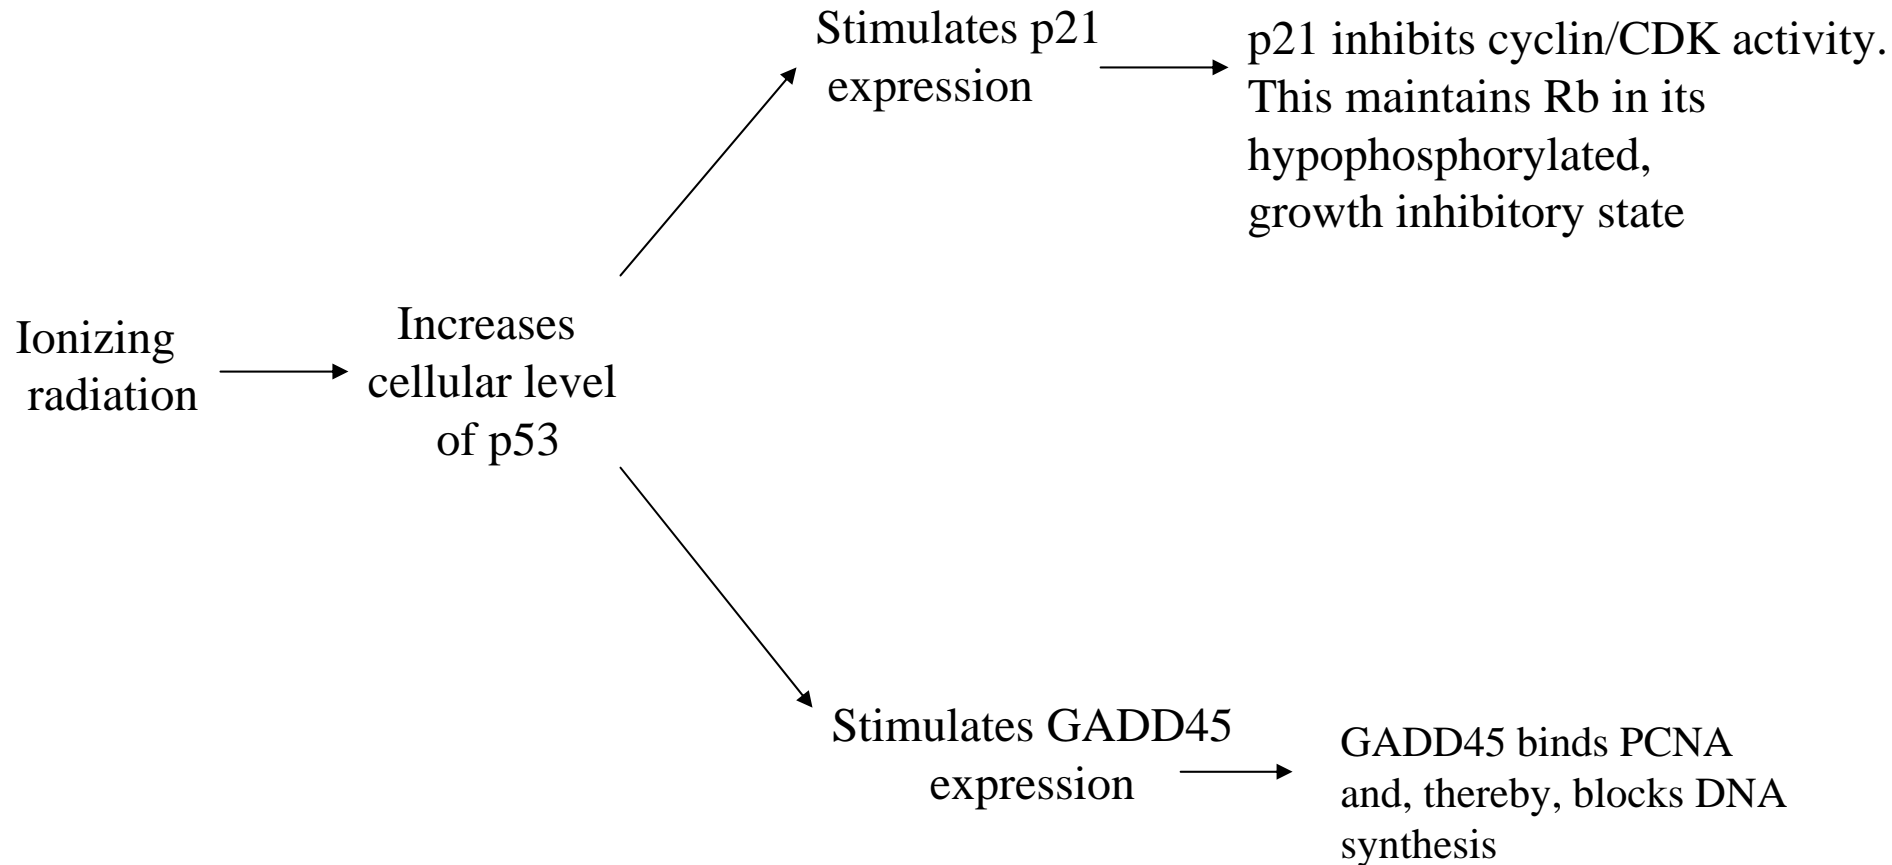 Ionizing
radiation
Increases
cellular level
of p53
Stimulates p21
expression
p21 inhibits cyclin/CDK activity.
This maintains Rb in its
hypophosphorylated,
growth inhibitory state
Stimulates GADD45
expression
GADD45 binds PCNA
and, thereby, blocks DNA
synthesis